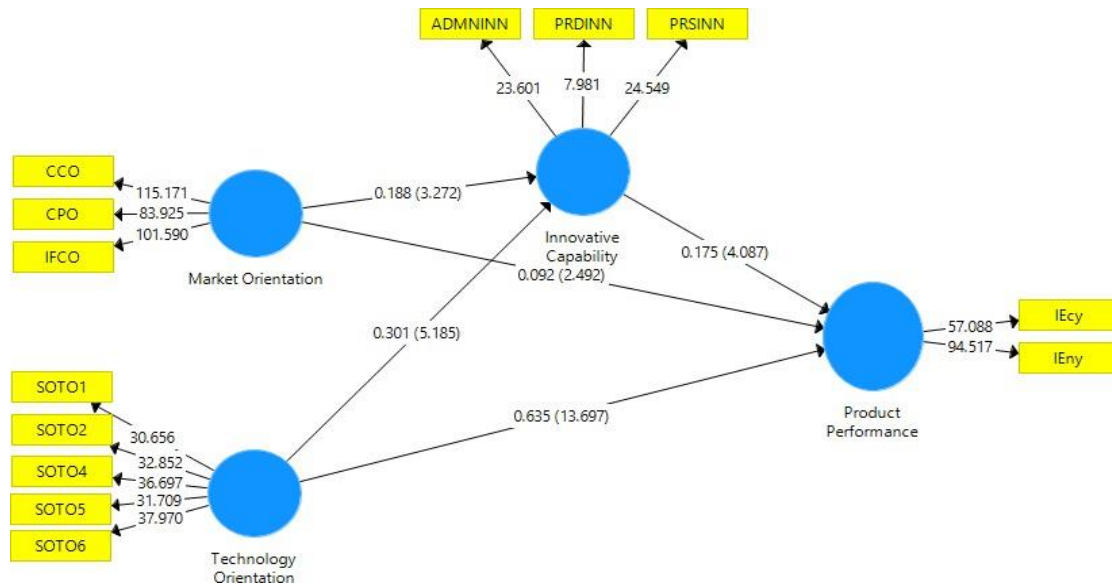 ADMNINN
PRDINN
PRSINN
23.601
7.981
24.549
CCO
CPO
IFCO
115.171
83.925
101.590
Market Orientation
0.188 (3.272)
Innovative
Capability
0.175 (4.087)
0.092 (2.492)
0.301 (5.185)
IEcy
IEny
57.088
94.517
Product
Performance
0.635 (13.697)
SOTO1
SOTO2
SOTO4
SOTO5
SOTO6
30.656
32.852
36.697
31.709
37.970
Technology
Orientation